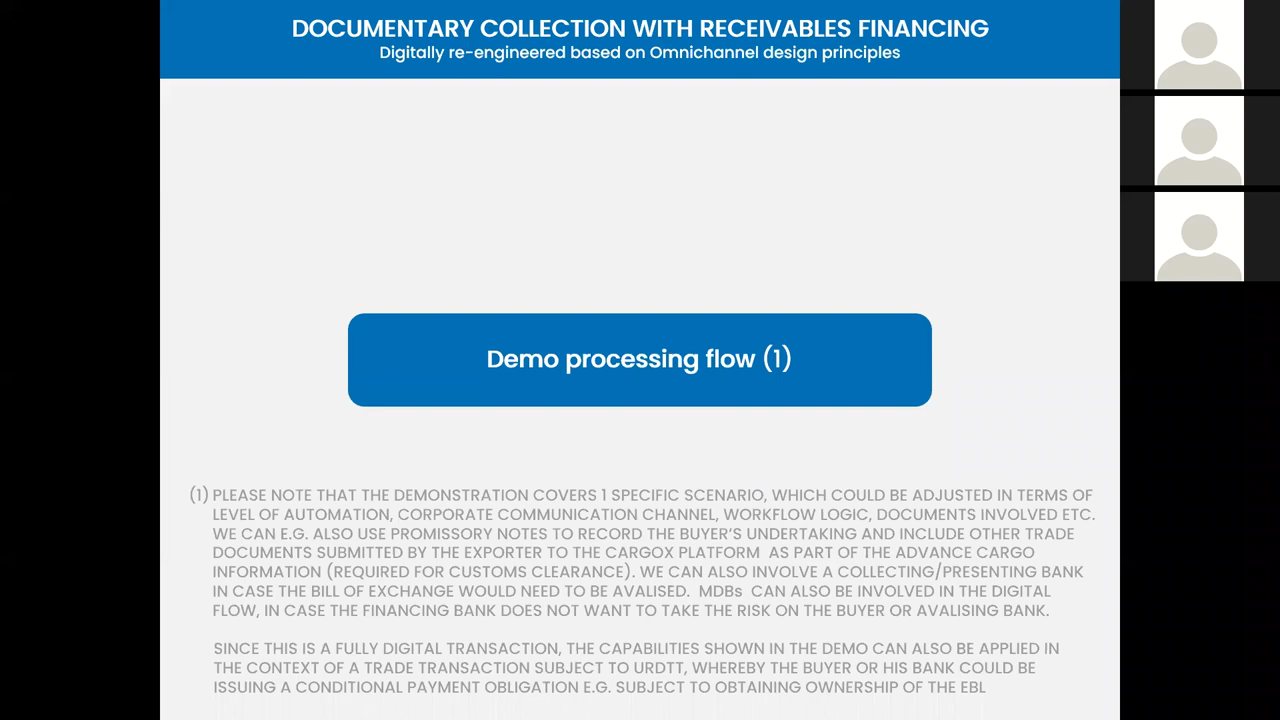 DOCUMENTARY COLLECTION WITH RECEIVABLES FINANCING
Digitally re-engineered based on Omnichannel design principles
Demo processing flow (1)
(1) PLEASE NOTE THAT THE DEMONSTRATION COVERS 1 SPECIFIC SCENARIO, WHICH COULD BE ADJUSTED IN TERMS OF
LEVEL OF AUTOMATION, CORPORATE COMMUNICATION CHANNEL, WORKFLOW LOGIC, DOCUMENTS INVOLVED ETC.
WE CAN E.G. ALSO USE PROMISSORY NOTES TO RECORD THE BUYER'S UNDERTAKING AND INCLUDE OTHER TRADE
DOCUMENTS SUBMITTED BY THE EXPORTER TO THE CARGOX PLATFORM AS PART OF THE ADVANCE CARGO
INFORMATION (REQUIRED FOR CUSTOMS CLEARANCE). WE CAN ALSO INVOLVE A COLLECTING/PRESENTING BANK
IN CASE THE BILL OF EXCHANGE WOULD NEED TO BE AVALISED. MDBs CAN ALSO BE INVOLVED IN THE DIGITAL
FLOW, IN CASE THE FINANCING BANK DOES NOT WANT TO TAKE THE RISK ON THE BUYER OR AVALISING BANK.
SINCE THIS IS A FULLY DIGITAL TRANSACTION, THE CAPABILITIES SHOWN IN THE DEMO CAN ALSO BE APPLIED IN
THE CONTEXT OF A TRADE TRANSACTION SUBJECT TO URDTT, WHEREBY THE BUYER OR HIS BANK COULD BE
ISSUING A CONDITIONAL PAYMENT OBLIGATION E.G. SUBJECT TO OBTAINING OWNERSHIP OF THE EBL